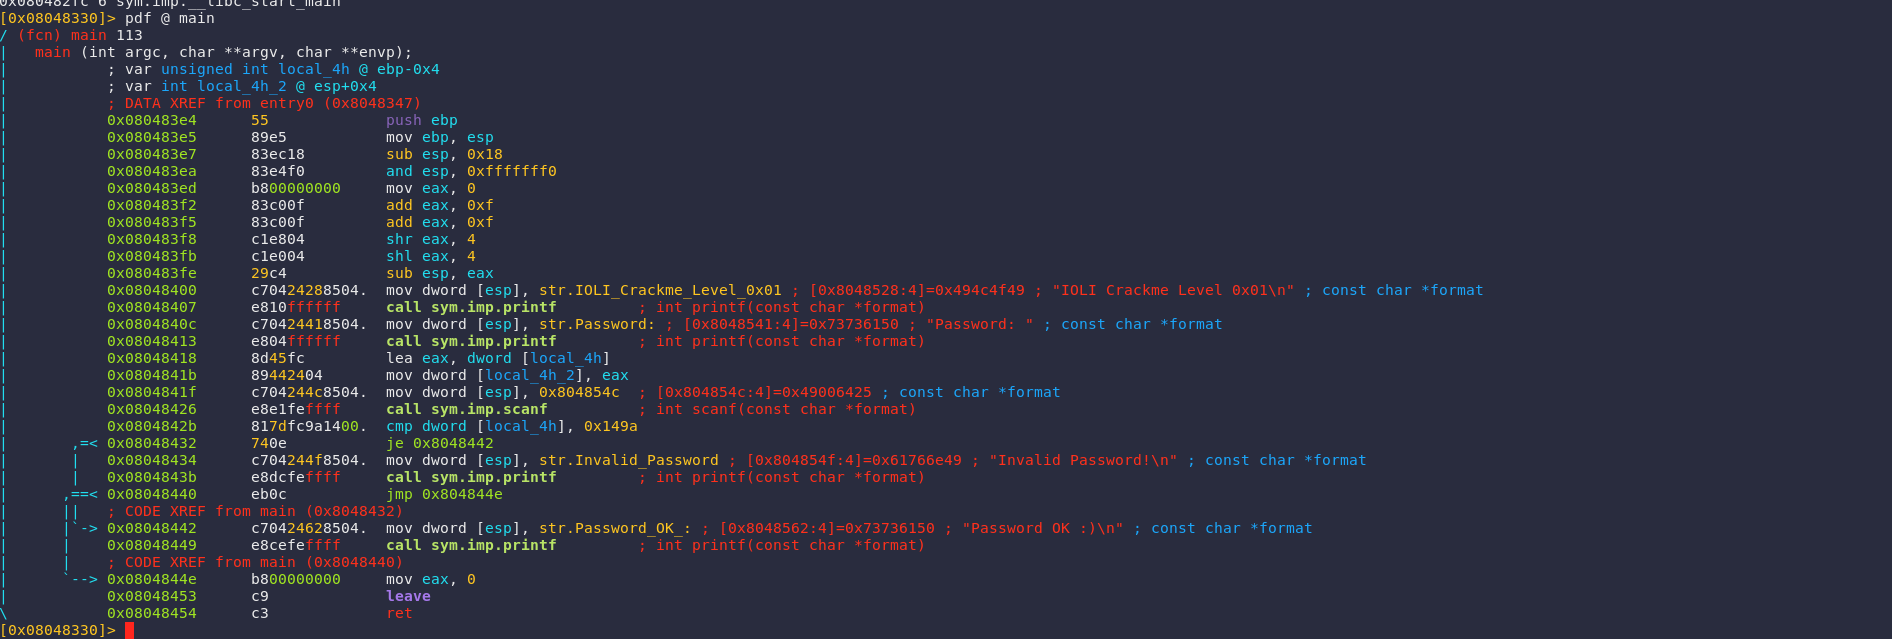 0x080482fc 6 sym.imp.__libc_start_main
[0x08048330]> pdf @ main
/ (fcn) main 113
|   main (int argc, char **argv, char **envp);
|           ; var unsigned int local_4h @ ebp-0x4
|           ; var int local_4h_2 @ esp+0x4
|           ; DATA XREF from entry0 (0x8048347)
|           0x080483e4      55             push ebp
|           0x080483e5      89e5           mov ebp, esp
|           0x080483e7      83ec18         sub esp, 0x18
|           0x080483ea      83e4f0         and esp, 0xfffffff0
|           0x080483ed      b800000000     mov eax, 0
|           0x080483f2      83c00f         add eax, 0xf
|           0x080483f5      83c00f         add eax, 0xf
|           0x080483f8      c1e804         shr eax, 4
|           0x080483fb      c1e004         shl eax, 4
|           0x080483fe      29c4           sub esp, eax
|           0x08048400      c70424288504.  mov dword [esp], str.IOLI_Crackme_Level_0x01 ; [0x8048528:4]=0x494c4f49 ; "IOLI Crackme Level 0x01\n" ; const char *format
|           0x08048407      e810ffffff     call sym.imp.printf         ; int printf(const char *format)
|           0x0804840c      c70424418504.  mov dword [esp], str.Password: ; [0x8048541:4]=0x73736150 ; "Password: " ; const char *format
|           0x08048413      e804ffffff     call sym.imp.printf         ; int printf(const char *format)
|           0x08048418      8d45fc         lea eax, dword [local_4h]
|           0x0804841b      89442404       mov dword [local_4h_2], eax
|           0x0804841f      c704244c8504.  mov dword [esp], 0x804854c  ; [0x804854c:4]=0x49006425 ; const char *format
|           0x08048426      e8e1feffff     call sym.imp.scanf          ; int scanf(const char *format)
|           0x0804842b      817dfc9a1400.  cmp dword [local_4h], 0x149a
|       ,=< 0x08048432      740e           je 0x8048442
|       |   0x08048434      c704244f8504.  mov dword [esp], str.Invalid_Password ; [0x804854f:4]=0x61766e49 ; "Invalid Password!\n" ; const char *format
|       |   0x0804843b      e8dcfeffff     call sym.imp.printf         ; int printf(const char *format)
|      ,==< 0x08048440      eb0c           jmp 0x804844e
|      ||   ; CODE XREF from main (0x8048432)
|      |`-> 0x08048442      c70424628504.  mov dword [esp], str.Password_OK_: ; [0x8048562:4]=0x73736150 ; "Password OK :)\n" ; const char *format
|      |    0x08048449      e8cefeffff     call sym.imp.printf         ; int printf(const char *format)
|      |    ; CODE XREF from main (0x8048440)
|      `--> 0x0804844e      b800000000     mov eax, 0
|           0x08048453      c9             leave
\           0x08048454      c3             ret
[0x08048330]>